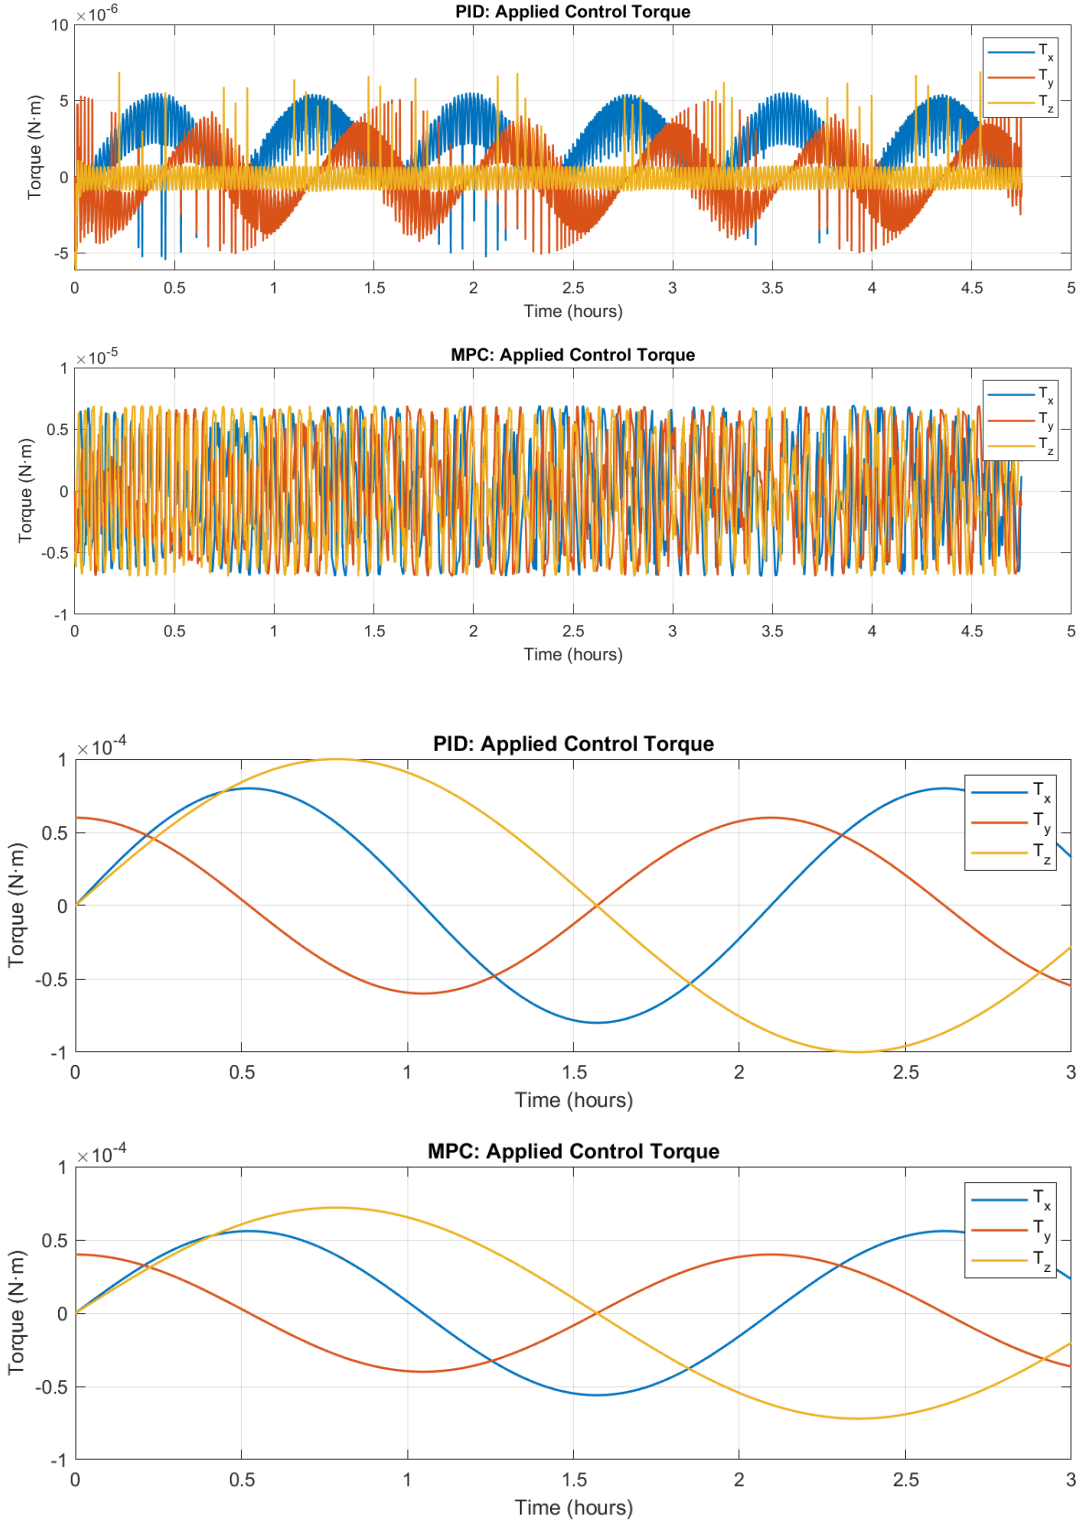 PID: Applied Control Torque
×10^-6
10
5
0
-5
Torque (N·m)
T_x
T_y
T_z
0 0.5 1 1.5 2 2.5 3 3.5 4 4.5 5
Time (hours)
MPC: Applied Control Torque
×10^-5
1
0.5
0
-0.5
-1
Torque (N·m)
T_x
T_y
T_z
0 0.5 1 1.5 2 2.5 3 3.5 4 4.5 5
Time (hours)
PID: Applied Control Torque
×10^-4
1
0.5
0
-0.5
-1
Torque (N·m)
T_x
T_y
T_z
0 0.5 1 1.5 2 2.5 3
Time (hours)
MPC: Applied Control Torque
×10^-4
1
0.5
0
-0.5
-1
Torque (N·m)
T_x
T_y
T_z
0 0.5 1 1.5 2 2.5 3
Time (hours)